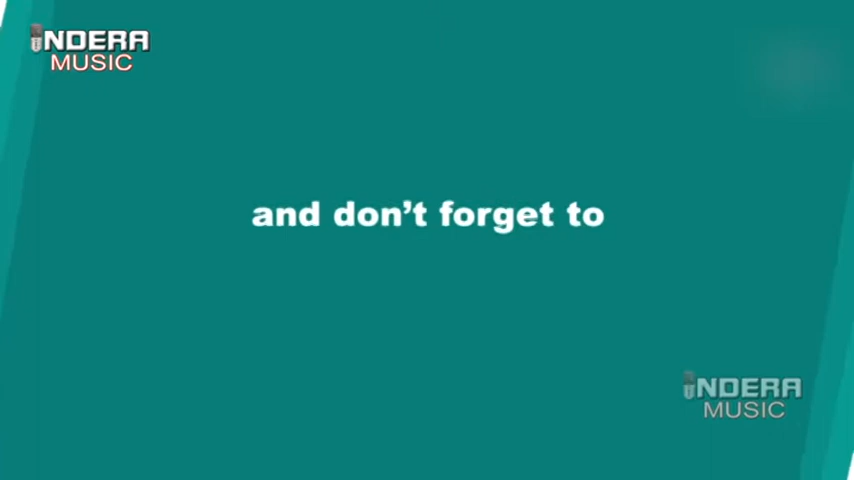 INDERA
MUSIC
and don't forget to
INDERA
MUSIC